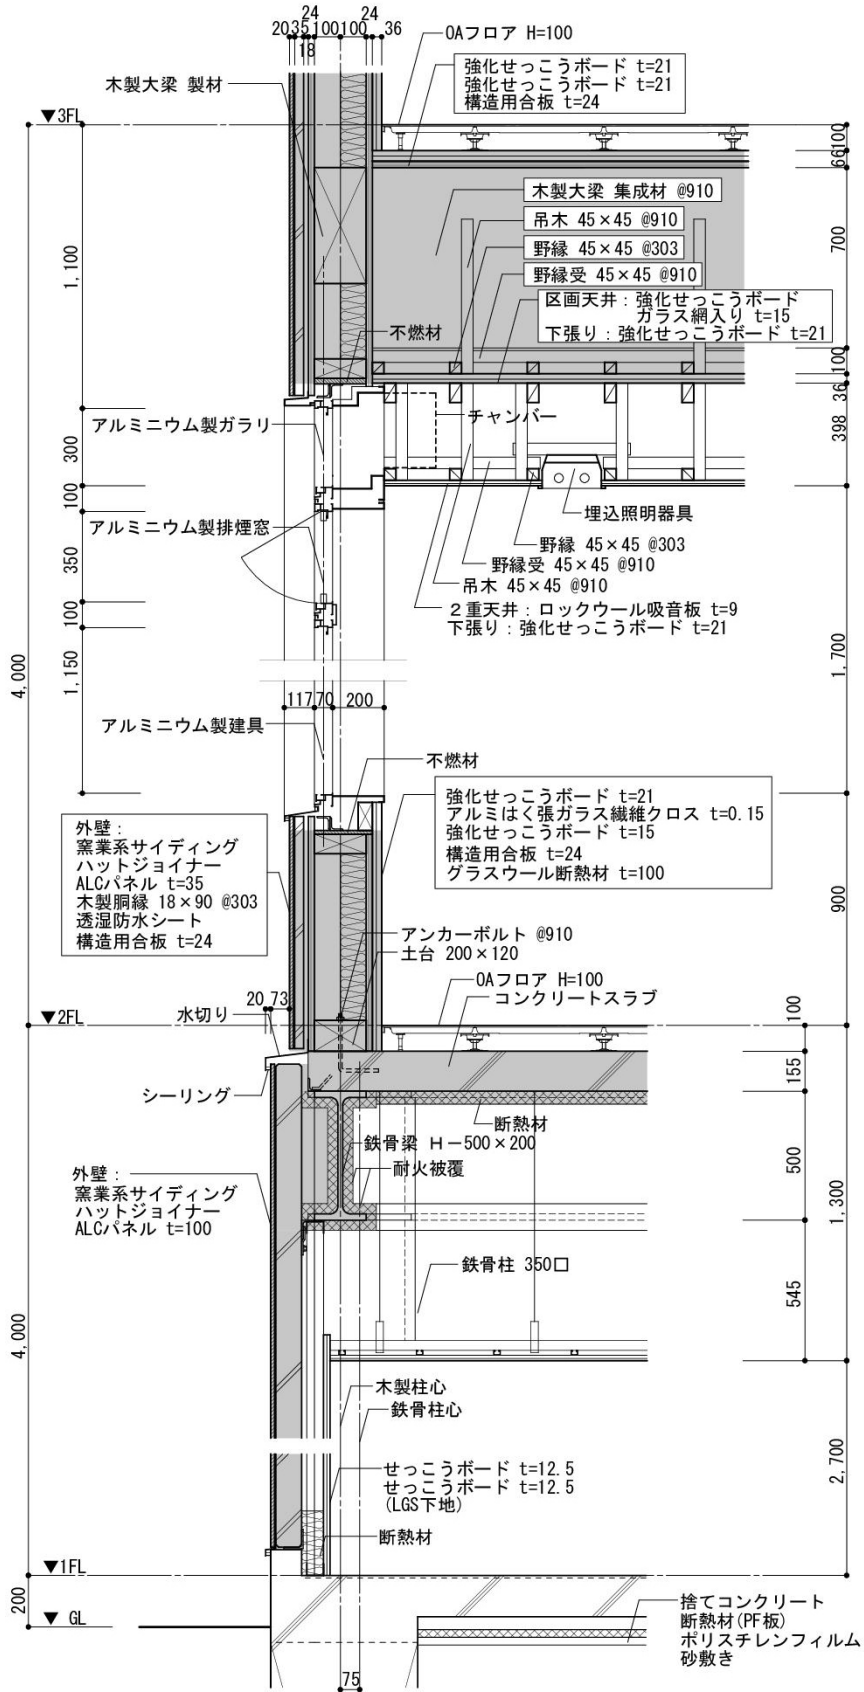 24
24
20
35
100
100
36
18
OAフロア H=100
強化せっこうボード t=21
強化せっこうボード t=21
構造用合板 t=24
木製大梁 製材
▼3FL
100
66
木製大梁 集成材 @910
吊木 45×45 @910
野縁 45×45 @303
野縁受 45×45 @910
区画天井：強化せっこうボード
ガラス網入り t=15
下張り：強化せっこうボード t=21
700
1,100
不燃材
100
36
チャンバー
398
アルミニウム製ガラリ
300
100
埋込照明器具
アルミニウム製排煙窓
野縁 45×45 @303
野縁受 45×45 @910
吊木 45×45 @910
350
２重天井：ロックウール吸音板 t=9
下張り：強化せっこうボード t=21
100
4,000
1,150
1,700
117
70
200
アルミニウム製建具
不燃材
強化せっこうボード t=21
アルミはく張ガラス繊維クロス t=0.15
強化せっこうボード t=15
構造用合板 t=24
グラスウール断熱材 t=100
外壁：
窯業系サイディング
ハットジョイナー
ALCパネル t=35
木製胴縁 18×90 @303
透湿防水シート
構造用合板 t=24
900
アンカーボルト @910
土台 200×120
OAフロア H=100
コンクリートスラブ
20
73
水切り
▼2FL
100
155
シーリング
断熱材
鉄骨梁 H－500×200
耐火被覆
500
外壁：
窯業系サイディング
ハットジョイナー
ALCパネル t=100
1,300
鉄骨柱 350□
545
4,000
木製柱心
鉄骨柱心
2,700
せっこうボード t=12.5
せっこうボード t=12.5
(LGS下地)
断熱材
▼1FL
200
▼ GL
捨てコンクリート
断熱材(PF板)
ポリスチレンフィルム
砂敷き
75